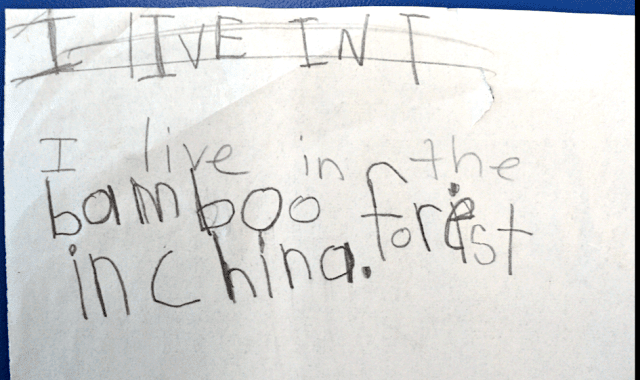 I LIVE IN T
I live in the
bamboo forest
in China.